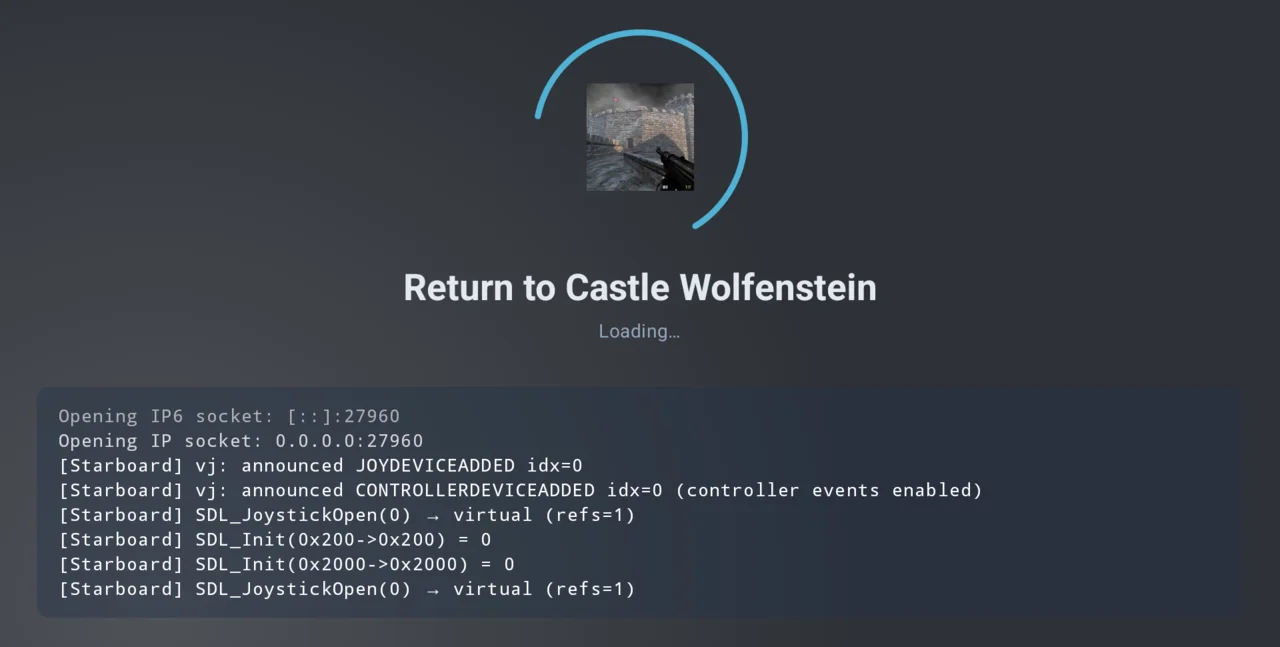 Return to Castle Wolfenstein
Loading…
Opening IP6 socket: [::]:27960
Opening IP socket: 0.0.0.0:27960
[Starboard] vj: announced JOYDEVICEADDED idx=0
[Starboard] vj: announced CONTROLLERDEVICEADDED idx=0 (controller events enabled)
[Starboard] SDL_JoystickOpen(0) → virtual (refs=1)
[Starboard] SDL_Init(0x200->0x200) = 0
[Starboard] SDL_Init(0x2000->0x2000) = 0
[Starboard] SDL_JoystickOpen(0) → virtual (refs=1)